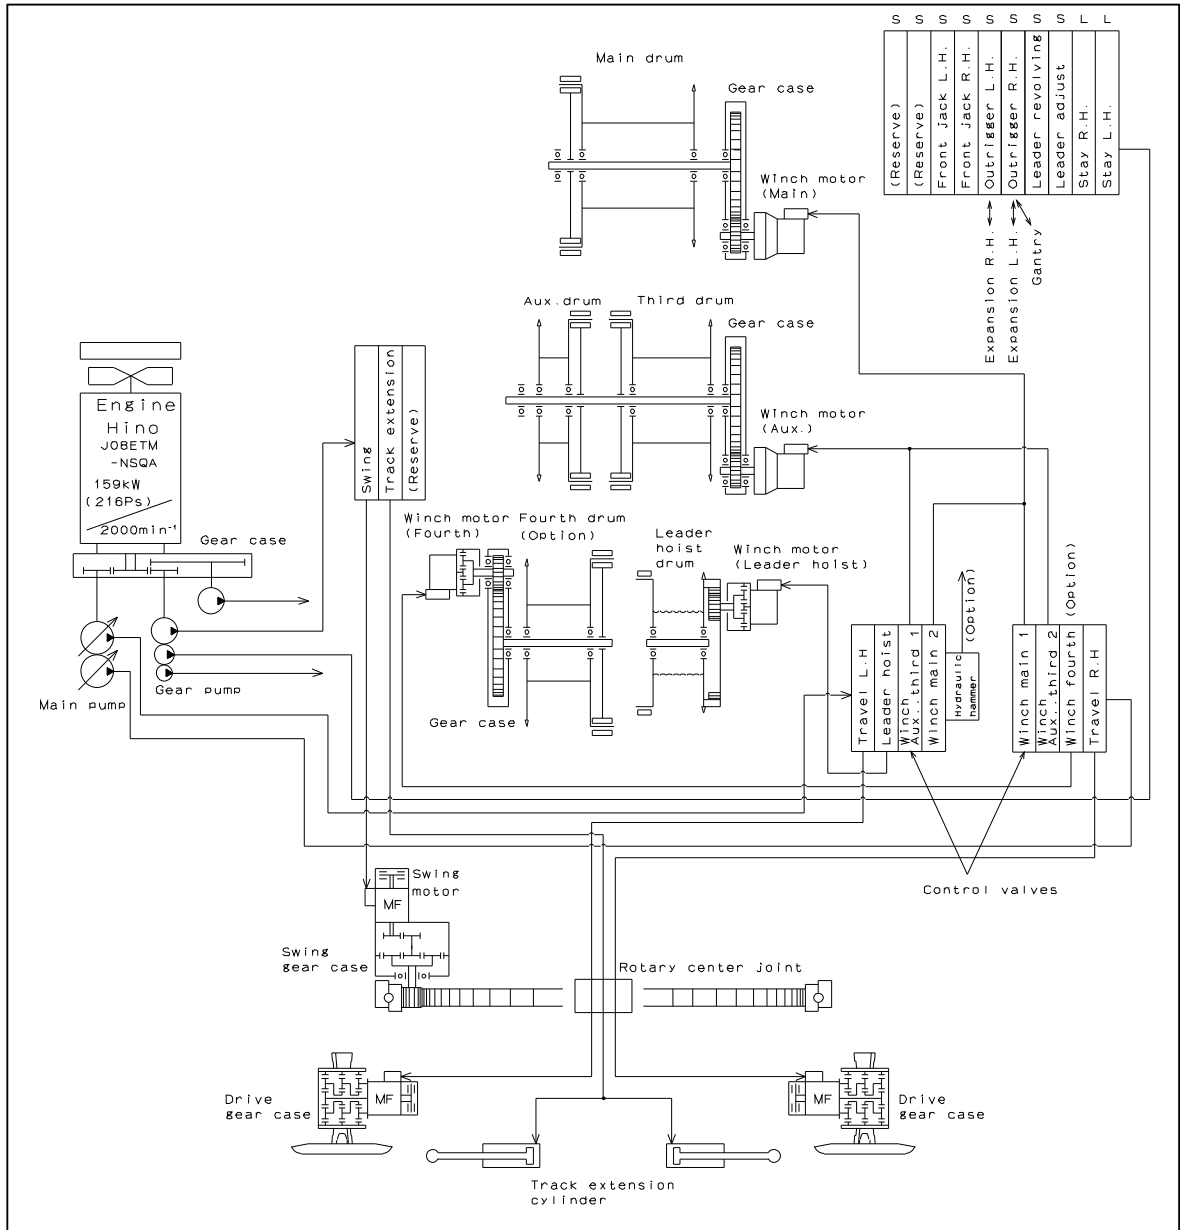 S S S S S S S S L L
(Reserve)
(Reserve)
Front jack L.H.
Front jack R.H.
Outrigger L.H.
Outrigger R.H.
Leader revolving
Leader adjust
Stay R.H.
Stay L.H.
Expansion R.H.
Expansion L.H.
Gantry
Main drum
Gear case
Winch motor
(Main)
Aux.drum
Third drum
Gear case
Winch motor
(Aux.)
Engine
Hino
J08ETM
-NSQA
159kW
(216Ps)
2000min⁻¹
Gear case
Swing
Track extension
(Reserve)
Winch motor
(Fourth)
Fourth drum
(Option)
Leader
hoist
drum
Winch motor
(Leader hoist)
Gear case
Main pump
Gear pump
Travel L.H
Leader hoist
Winch
Aux..third 1
Winch main 2
Hydraulic
hammer
(Option)
Winch main 1
Winch
Aux..third 2
Winch fourth (Option)
Travel R.H
Control valves
Swing
motor
MF
Swing
gear case
Rotary center joint
Drive
gear case
MF
MF
Drive
gear case
Track extension
cylinder